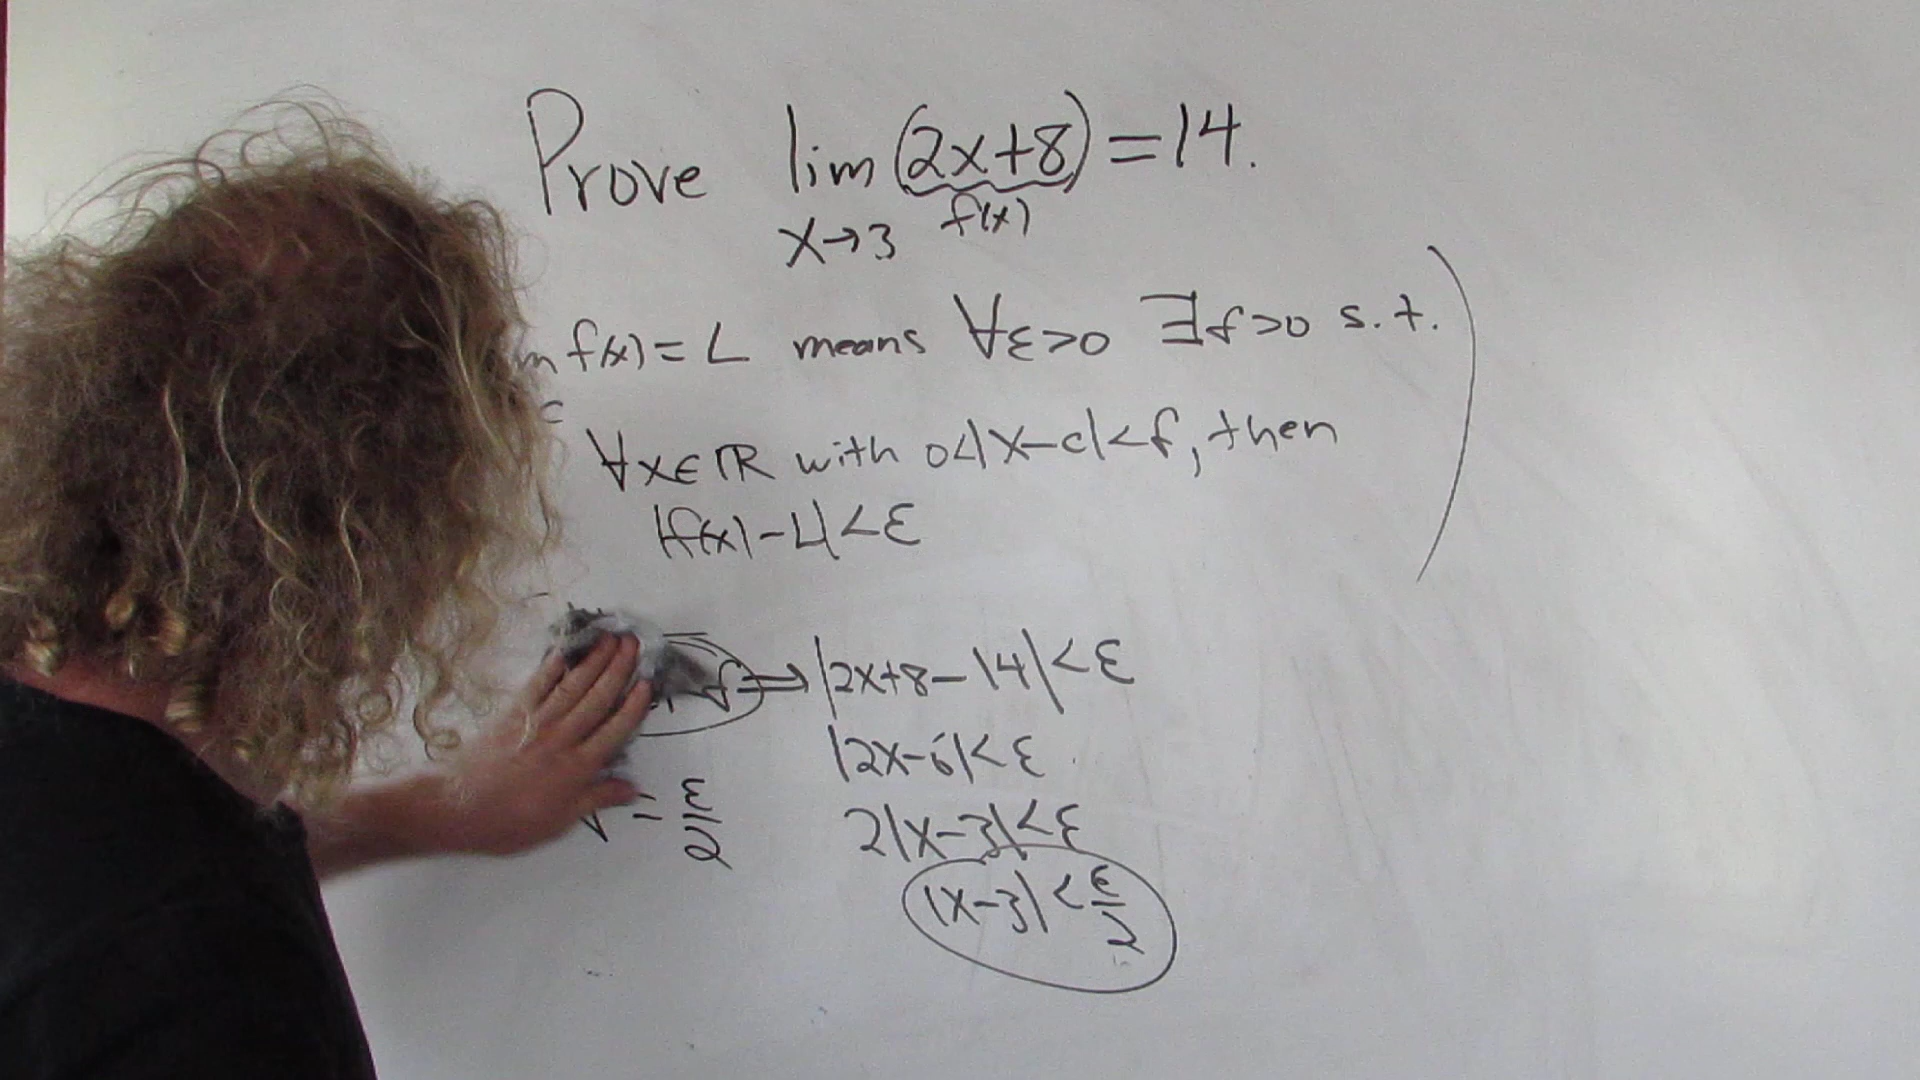 Prove lim (2x+8) = 14.
x→3 f(x)
m f(x) = L means ∀ε>0 ∃δ>0 s.t.
c
∀x∈ℝ with 0<|x-c|<δ, then
|f(x)-L|<ε
δ ⟹ |2x+8-14|<ε
|2x-6|<ε
δ = ε/2 2|x-3|<ε
|x-3|<ε/2